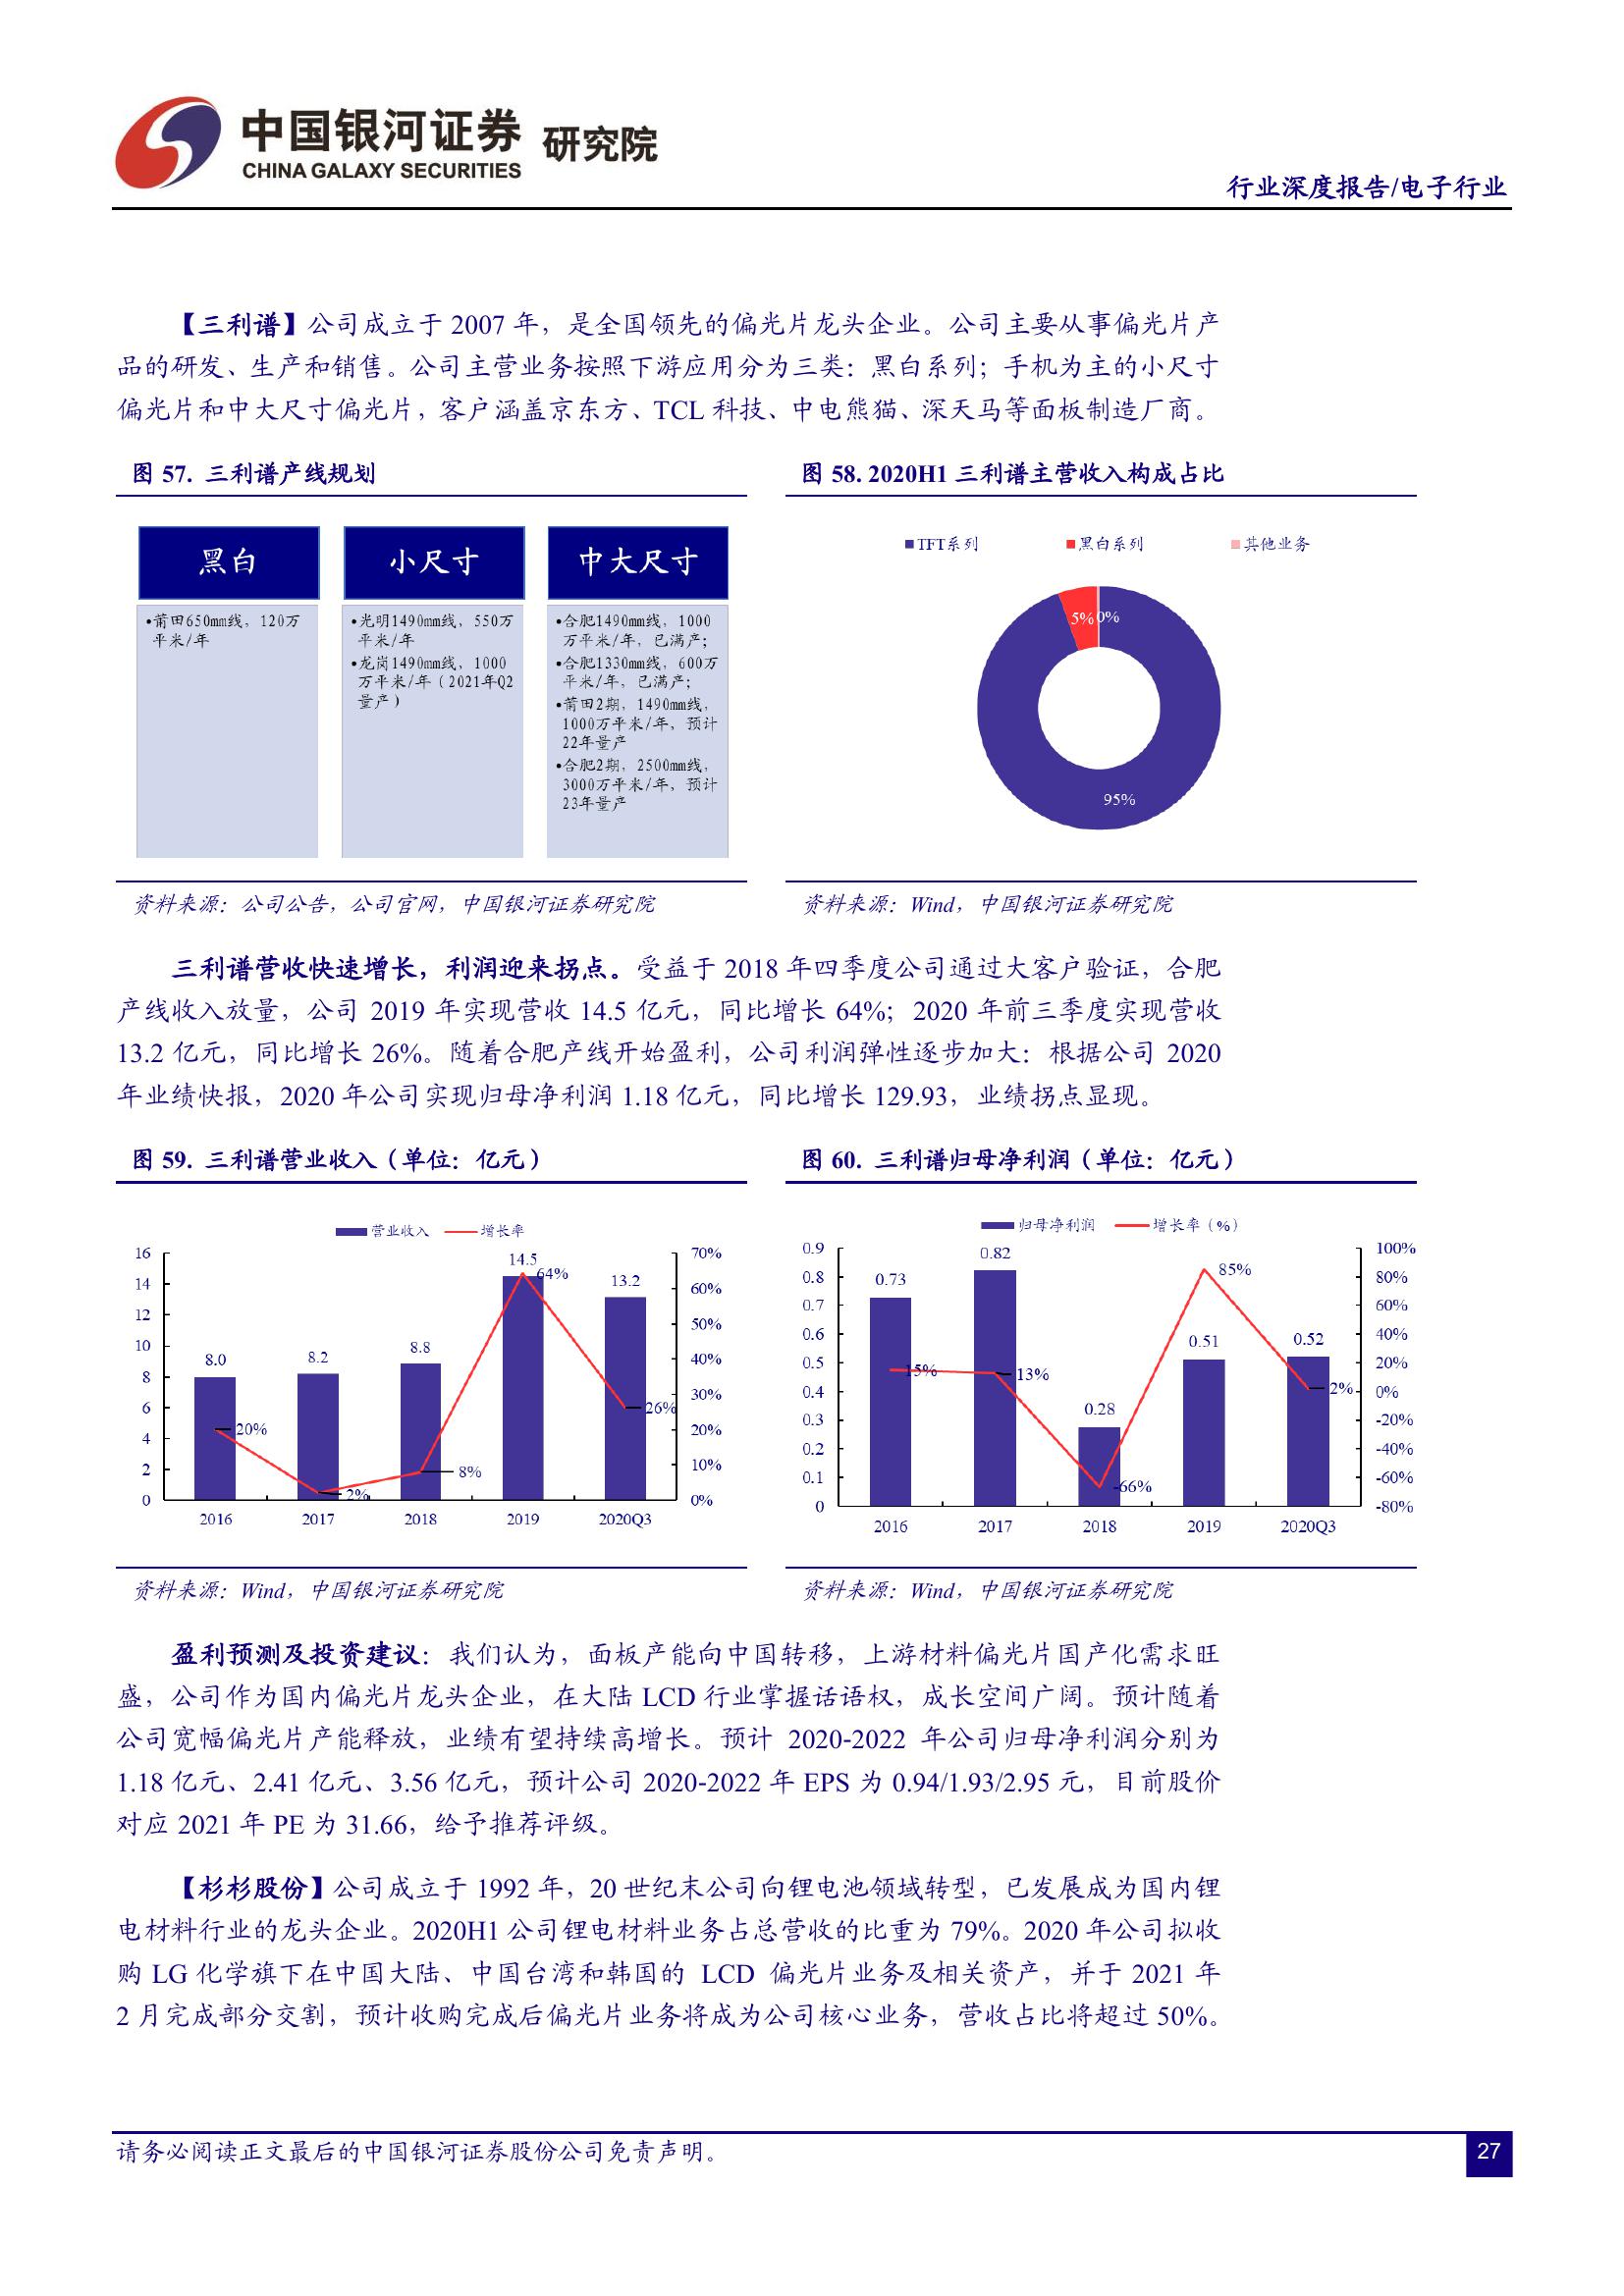 中国银河证券 研究院
CHINA GALAXY SECURITIES
行业深度报告/电子行业
【三利谱】公司成立于 2007 年，是全国领先的偏光片龙头企业。公司主要从事偏光片产
品的研发、生产和销售。公司主营业务按照下游应用分为三类：黑白系列；手机为主的小尺寸
偏光片和中大尺寸偏光片，客户涵盖京东方、TCL 科技、中电熊猫、深天马等面板制造厂商。
图 57. 三利谱产线规划
黑白
•莆田650mm线，120万
平米/年
小尺寸
•光明1490mm线，550万
平米/年
•龙岗1490mm线，1000
万平米/年（2021年Q2
量产）
中大尺寸
•合肥1490mm线，1000
万平米/年，已满产；
•合肥1330mm线，600万
平米/年，已满产；
•莆田2期，1490mm线，
1000万平米/年，预计
22年量产
•合肥2期，2500mm线，
3000万平米/年，预计
23年量产
资料来源：公司公告，公司官网，中国银河证券研究院
图 58. 2020H1 三利谱主营收入构成占比
TFT系列 黑白系列 其他业务
5% 0%
95%
资料来源：Wind，中国银河证券研究院
三利谱营收快速增长，利润迎来拐点。受益于 2018 年四季度公司通过大客户验证，合肥
产线收入放量，公司 2019 年实现营收 14.5 亿元，同比增长 64%；2020 年前三季度实现营收
13.2 亿元，同比增长 26%。随着合肥产线开始盈利，公司利润弹性逐步加大：根据公司 2020
年业绩快报，2020 年公司实现归母净利润 1.18 亿元，同比增长 129.93，业绩拐点显现。
图 59. 三利谱营业收入（单位：亿元）
营业收入 增长率
16
14
12
10
8
6
4
2
0
8.0
8.2
8.8
14.5
13.2
20%
2%
8%
64%
26%
70%
60%
50%
40%
30%
20%
10%
0%
2016 2017 2018 2019 2020Q3
资料来源：Wind，中国银河证券研究院
图 60. 三利谱归母净利润（单位：亿元）
归母净利润 增长率（%）
0.9
0.8
0.7
0.6
0.5
0.4
0.3
0.2
0.1
0
0.73
0.82
0.28
0.51
0.52
15%
13%
-66%
85%
2%
100%
80%
60%
40%
20%
0%
-20%
-40%
-60%
-80%
2016 2017 2018 2019 2020Q3
资料来源：Wind，中国银河证券研究院
盈利预测及投资建议：我们认为，面板产能向中国转移，上游材料偏光片国产化需求旺
盛，公司作为国内偏光片龙头企业，在大陆 LCD 行业掌握话语权，成长空间广阔。预计随着
公司宽幅偏光片产能释放，业绩有望持续高增长。预计 2020-2022 年公司归母净利润分别为
1.18 亿元、2.41 亿元、3.56 亿元，预计公司 2020-2022 年 EPS 为 0.94/1.93/2.95 元，目前股价
对应 2021 年 PE 为 31.66，给予推荐评级。
【杉杉股份】公司成立于 1992 年，20 世纪末公司向锂电池领域转型，已发展成为国内锂
电材料行业的龙头企业。2020H1 公司锂电材料业务占总营收的比重为 79%。2020 年公司拟收
购 LG 化学旗下在中国大陆、中国台湾和韩国的 LCD 偏光片业务及相关资产，并于 2021 年
2 月完成部分交割，预计收购完成后偏光片业务将成为公司核心业务，营收占比将超过 50%。
请务必阅读正文最后的中国银河证券股份公司免责声明。
27